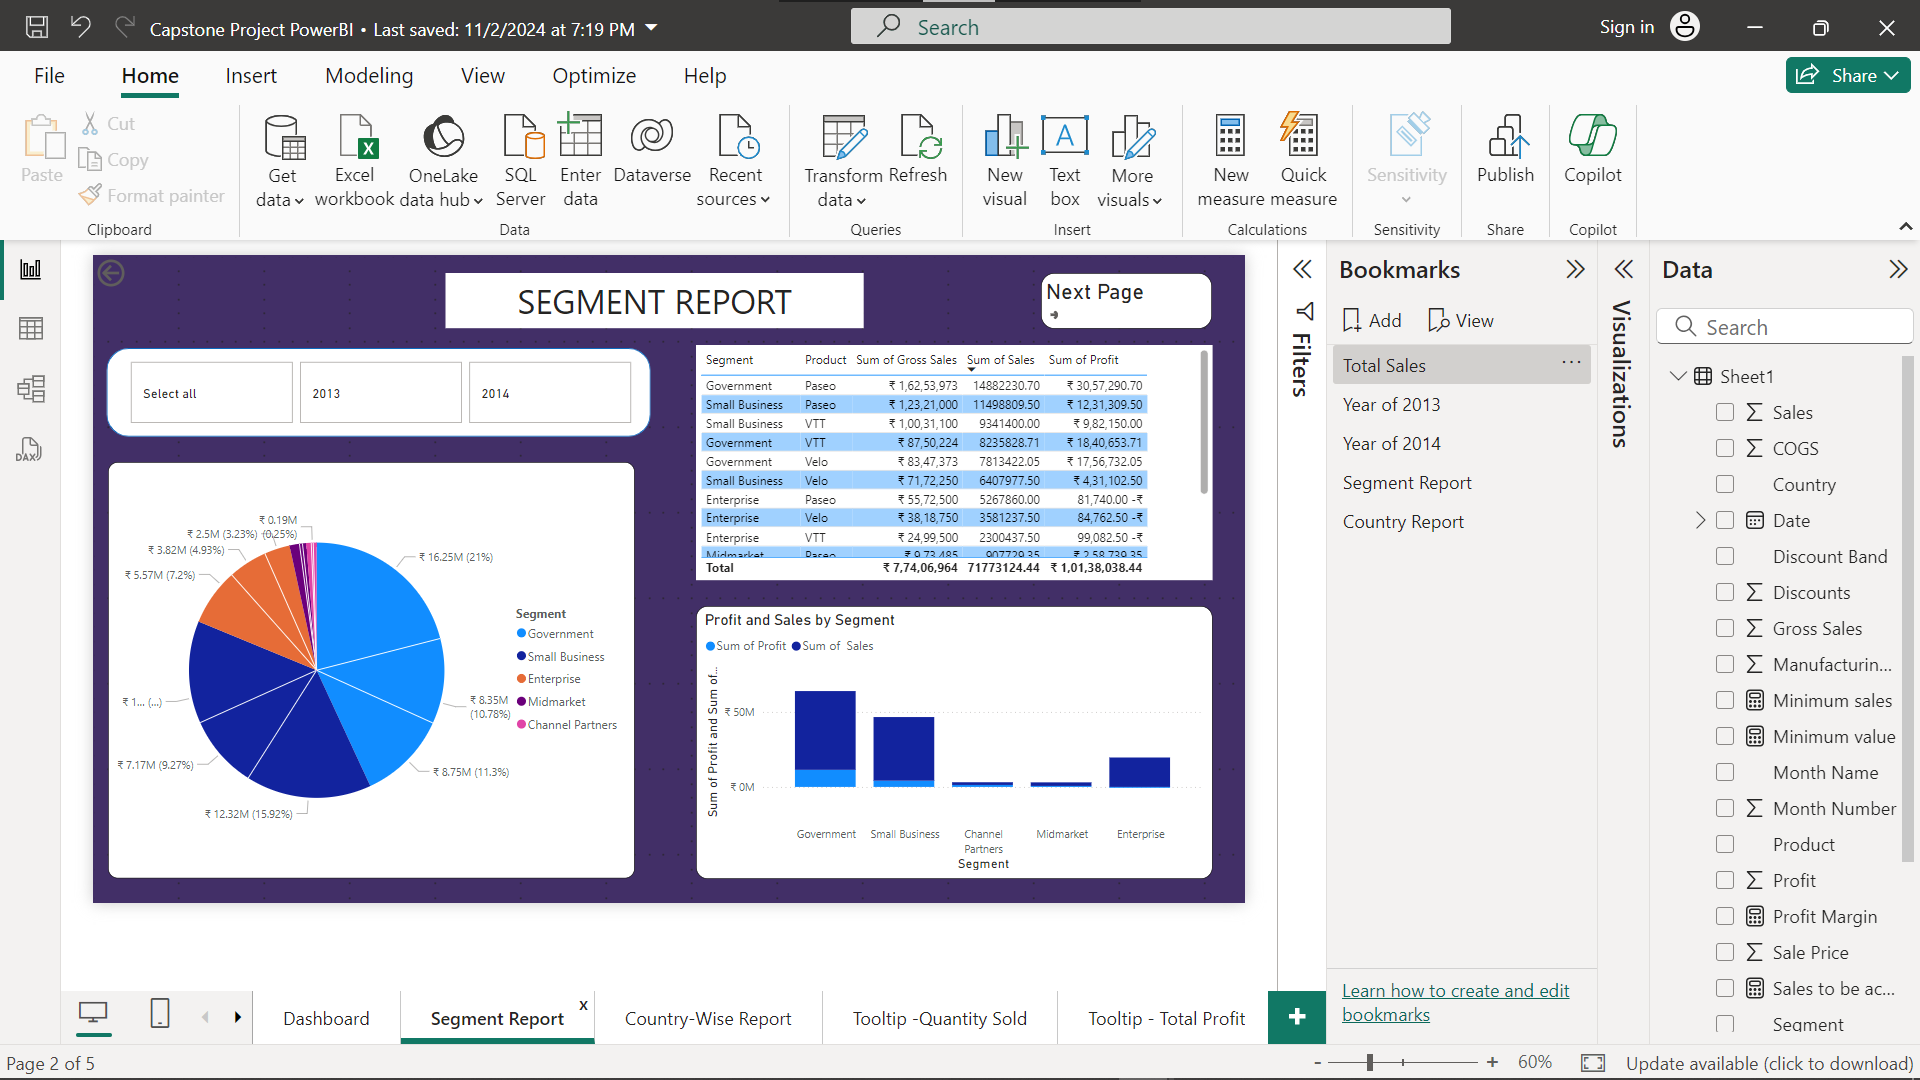 Capstone Project PowerBI • Last saved: 11/2/2024 at 7:19 PM
Search
Sign in
File Home Insert Modeling View Optimize Help
Share
Paste
Cut
Copy
Format painter
Clipboard
Get data
Excel workbook
OneLake data hub
SQL Server
Enter data
Dataverse
Recent sources
Data
Transform data
Refresh
Queries
New visual
Text box
More visuals
Insert
New measure
Quick measure
Calculations
Sensitivity
Sensitivity
Publish
Share
Copilot
Copilot
SEGMENT REPORT
Next Page
Select all
2013
2014
Segment Product Sum of Gross Sales Sum of Sales Sum of Profit
Government Paseo ₹ 1,62,53,973 14882230.70 ₹ 30,57,290.70
Small Business Paseo ₹ 1,23,21,000 11498809.50 ₹ 12,31,309.50
Small Business VTT ₹ 1,00,31,100 9341400.00 ₹ 9,82,150.00
Government VTT ₹ 87,50,224 8235828.71 ₹ 18,40,653.71
Government Velo ₹ 83,47,373 7813422.05 ₹ 17,56,732.05
Small Business Velo ₹ 71,72,250 6407977.50 ₹ 4,31,102.50
Enterprise Paseo ₹ 55,72,500 5267860.00 81,740.00 -₹
Enterprise Velo ₹ 38,18,750 3581237.50 84,762.50 -₹
Enterprise VTT ₹ 24,99,500 2300437.50 99,082.50 -₹
Midmarket Paseo ₹ 9,73,485 907729.35 ₹ 2,58,739.35
Total ₹ 7,74,06,964 71773124.44 ₹ 1,01,38,038.44
₹ 0.19M
(0.25%)
₹ 2.5M (3.23%)
₹ 3.82M (4.93%)
₹ 5.57M (7.2%)
₹ 1... (...)
₹ 7.17M (9.27%)
₹ 12.32M (15.92%)
₹ 16.25M (21%)
₹ 8.35M
(10.78%)
₹ 8.75M (11.3%)
Segment
Government
Small Business
Enterprise
Midmarket
Channel Partners
Profit and Sales by Segment
Sum of Profit Sum of Sales
Sum of Profit and Sum of...
₹ 50M
₹ 0M
Government Small Business Channel Partners Midmarket Enterprise
Segment
Filters
Bookmarks
Add View
Total Sales ...
Year of 2013
Year of 2014
Segment Report
Country Report
Learn how to create and edit
bookmarks
Visualizations
Data
Search
Sheet1
Sales
COGS
Country
Date
Discount Band
Discounts
Gross Sales
Manufacturin...
Minimum sales
Minimum value
Month Name
Month Number
Product
Profit
Profit Margin
Sale Price
Sales to be ac...
Segment
Dashboard
Segment Report x
Country-Wise Report
Tooltip -Quantity Sold
Tooltip - Total Profit
+
Page 2 of 5
- + 60%
Update available (click to download)
DAX